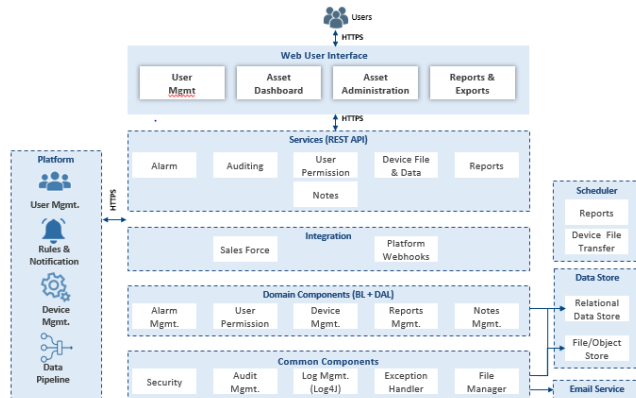 Users
HTTPS
Web User Interface
User
Mgmt
Asset
Dashboard
Asset
Administration
Reports &
Exports
HTTPS
Services (REST API)
Alarm
Auditing
User
Permission
Device File
& Data
Reports
Notes
Platform
User Mgmt.
Rules &
Notification
Device
Mgmt.
Data
Pipeline
HTTPS
Integration
Sales Force
Platform
Webhooks
Domain Components (BL + DAL)
Alarm
Mgmt.
User
Permission
Device
Mgmt.
Reports
Mgmt.
Notes
Mgmt.
Common Components
Security
Audit
Mgmt.
Log Mgmt.
(Log4J)
Exception
Handler
File
Manager
Scheduler
Reports
Device File
Transfer
Data Store
Relational
Data Store
File/Object
Store
Email Service